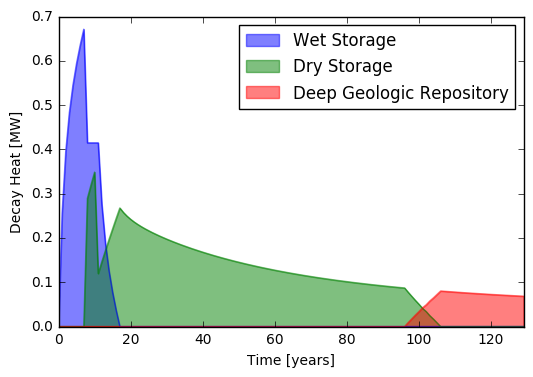 0.7
0.6
0.5
0.4
0.3
0.2
0.1
0.0
Decay Heat [MW]
Wet Storage
Dry Storage
Deep Geologic Repository
0 20 40 60 80 100 120
Time [years]